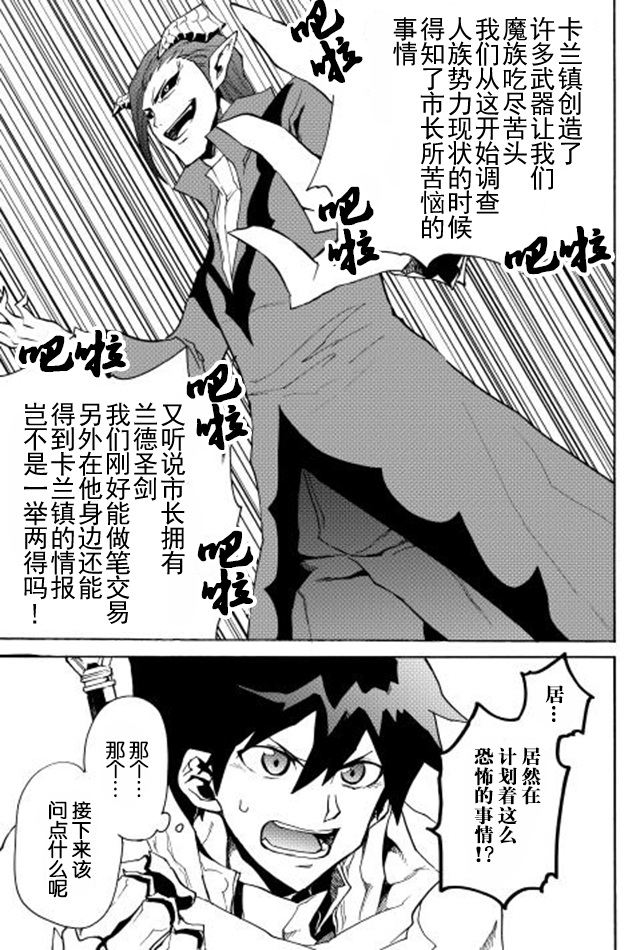 卡兰镇创造了
许多武器让我们
魔族吃尽苦头
我们从这开始调查
人族势力现状的时候
得知了市长所苦恼的
事情
吧啦
吧啦
吧啦
吧啦
吧啦
吧啦
又听说市长拥有
兰德圣剑
我们刚好能做笔交易
另外在他身边还能
得到卡兰镇的情报
岂不是一举两得吗！
居…
居然在
计划着这么
恐怖的事情!?
那个…
那个…
接下来该
问点什么呢